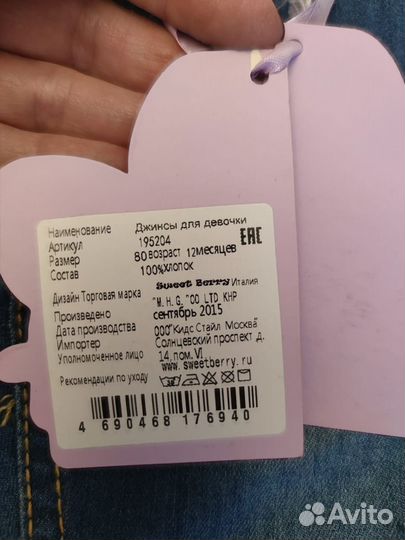 Наименование Джинсы для девочки
Артикул 195204
Размер 80 возраст 12месяцев
Состав 100%хлопок
EAC
Дизайн Торговая марка Sweet Berry Италия
Произведено "M. H. G. "CO LTD КНР
Дата производства сентябрь 2015
Импортер ООО"Кидс Стайл Москва"
Уполномоченное лицо Солнцевский проспект д.
14,пом.VI
www.sweetberry.ru
Рекомендации по уходу
4 690468 176940
Avito